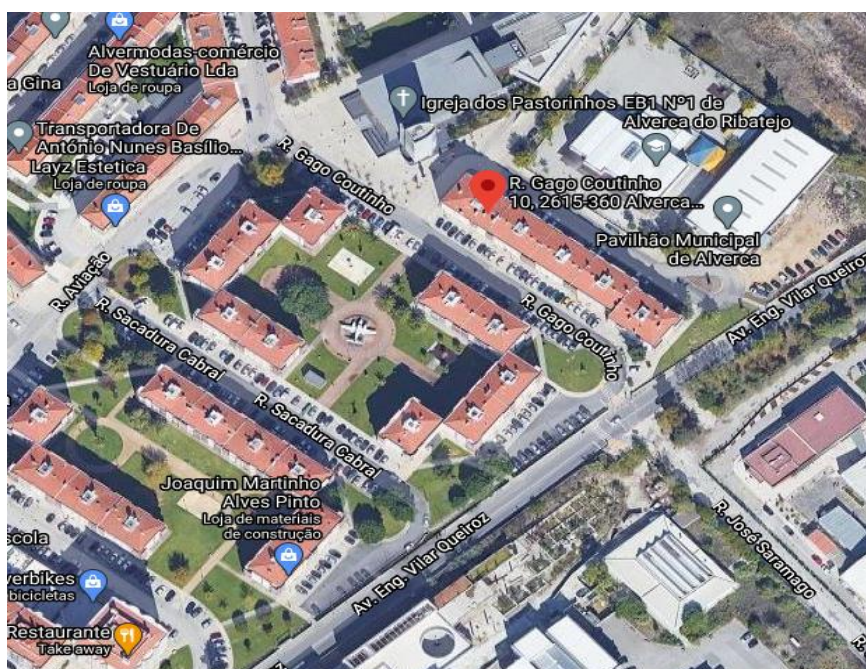 a Gina
Alvermodas-comércio
De Vestuário Lda
Loja de roupa
Transportadora De
António Nunes Basílio...
Layz Estetica
Loja de roupa
Igreja dos Pastorinhos
EB1 Nº1 de
Alverca do Ribatejo
R. Gago Coutinho
R. Gago Coutinho
10, 2615-360 Alverca...
Pavilhão Municipal
de Alverca
R. Aviação
R. Sacadura Cabral
R. Gago Coutinho
Av. Eng. Vilar Queiroz
R. Sacadura Cabral
Joaquim Martinho
Alves Pinto
Loja de materiais
de construção
R. José Saramago
Av. Eng. Vilar Queiroz
scola
verbikes
bicicletas
Restaurante
Take away
oz
R.